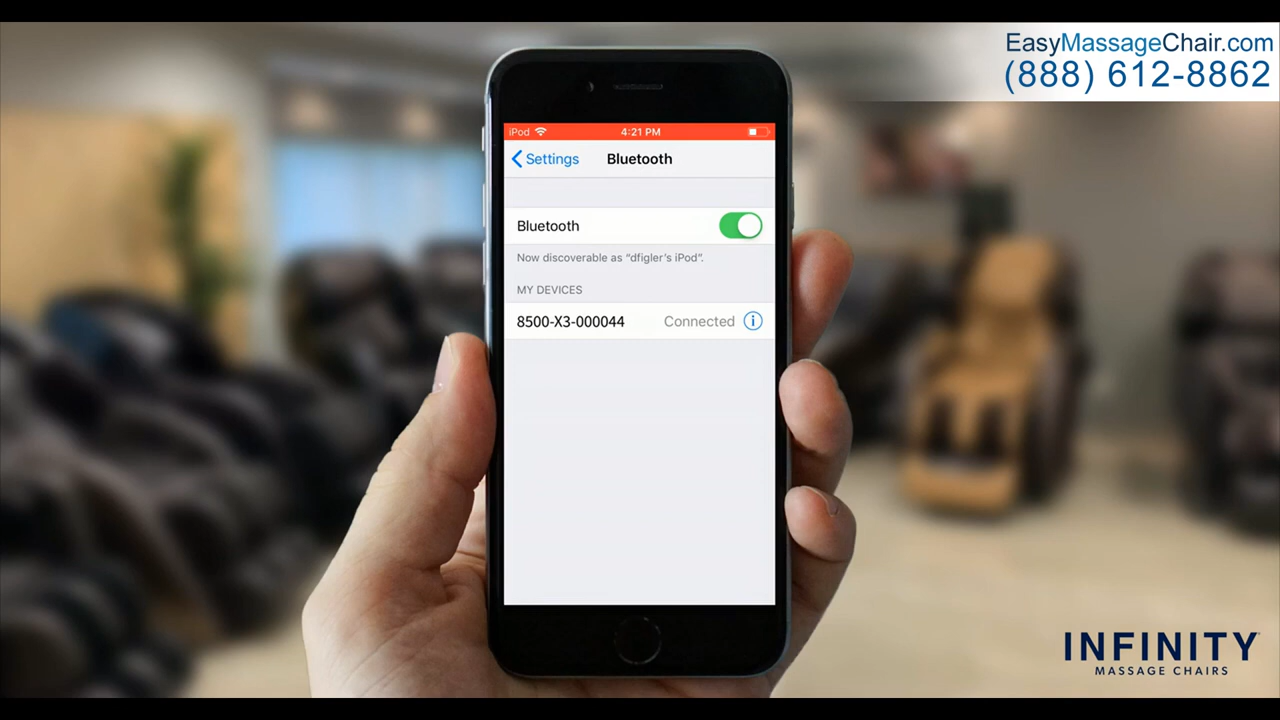 EasyMassageChair.com
(888) 612-8862
iPod 4:21 PM
Settings Bluetooth
Bluetooth
Now discoverable as “dfigler’s iPod”.
MY DEVICES
8500-X3-000044 Connected
INFINITY
MASSAGE CHAIRS